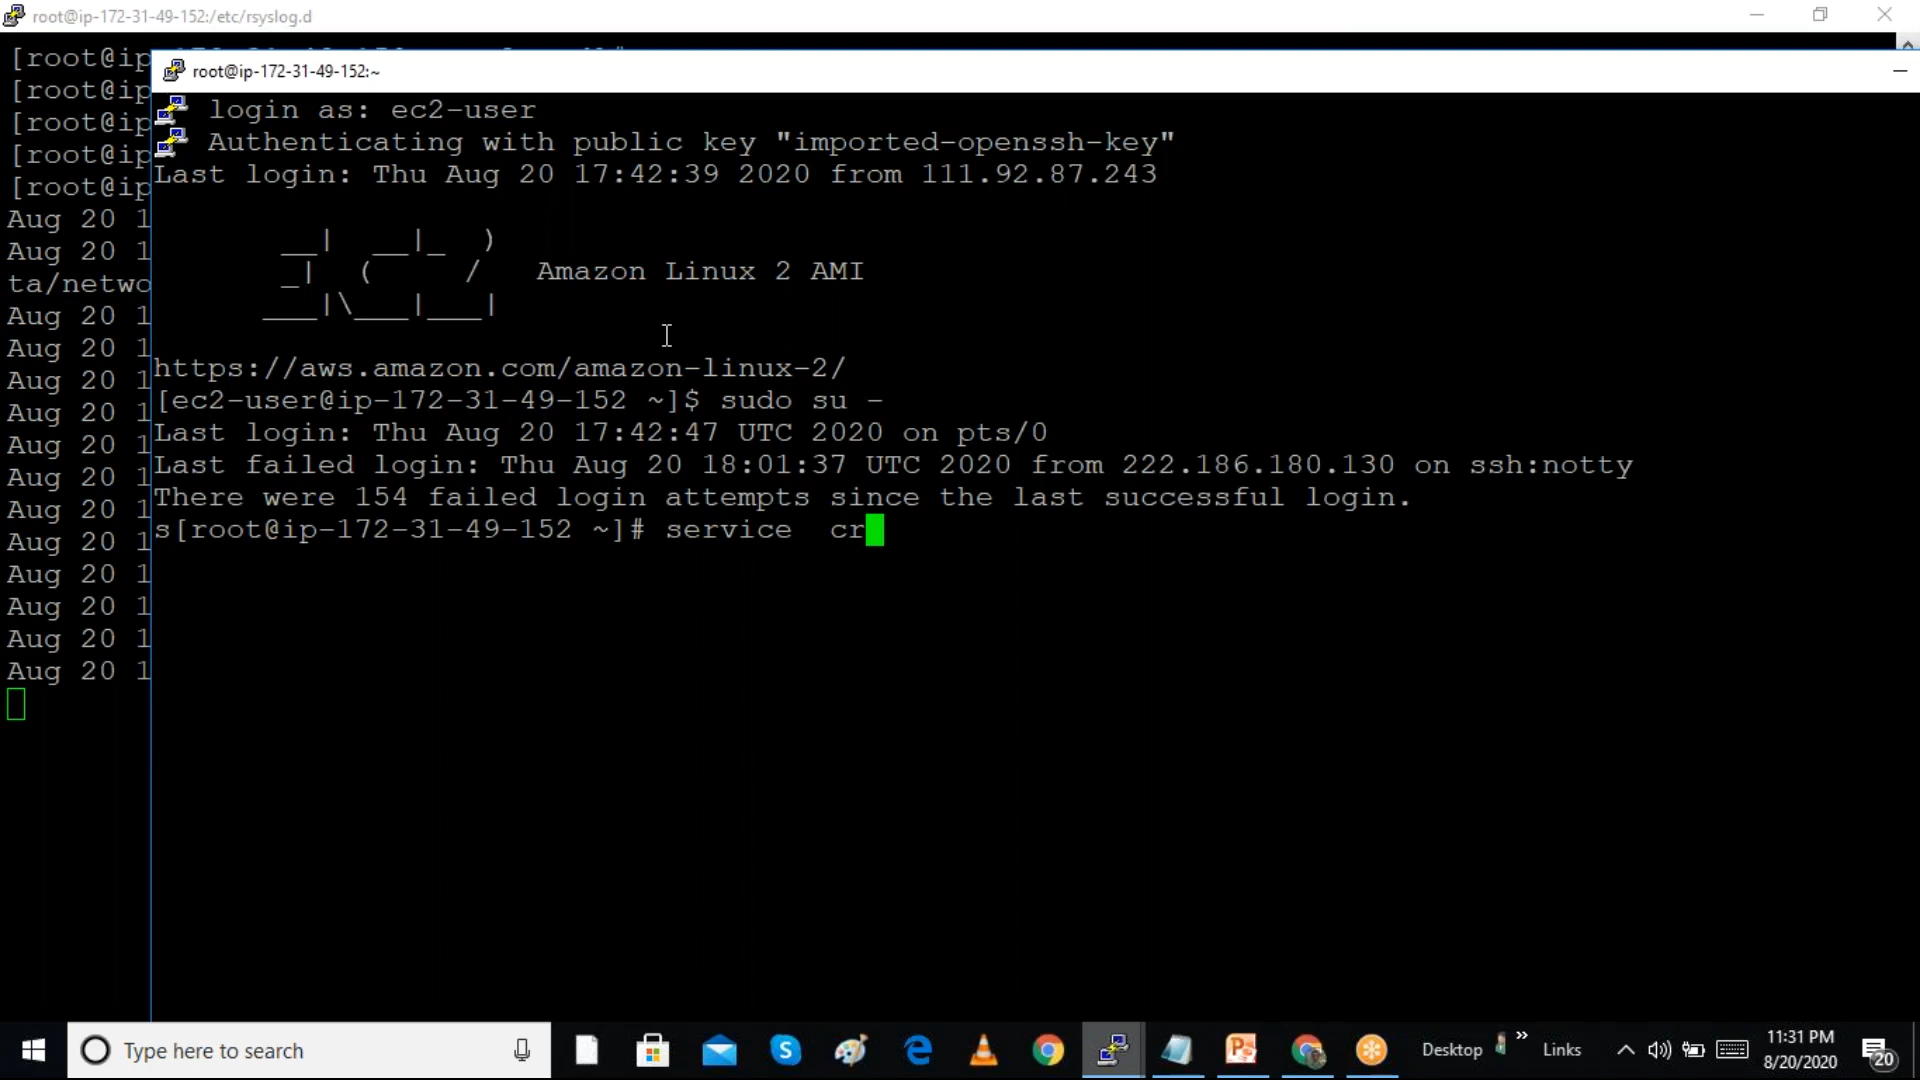 root@ip-172-31-49-152:/etc/rsyslog.d
[root@ip
[root@ip
[root@ip
[root@ip
[root@ip
Aug 20 1
Aug 20 1
ta/netwo
Aug 20 1
Aug 20 1
Aug 20 1
Aug 20 1
Aug 20 1
Aug 20 1
Aug 20 1
Aug 20 1
Aug 20 1
Aug 20 1
Aug 20 1
Aug 20 1
root@ip-172-31-49-152:~
login as: ec2-user
Authenticating with public key "imported-openssh-key"
Last login: Thu Aug 20 17:42:39 2020 from 111.92.87.243
__|  __|_  )
_|  (     /   Amazon Linux 2 AMI
___|\___|___|
https://aws.amazon.com/amazon-linux-2/
[ec2-user@ip-172-31-49-152 ~]$ sudo su -
Last login: Thu Aug 20 17:42:47 UTC 2020 on pts/0
Last failed login: Thu Aug 20 18:01:37 UTC 2020 from 222.186.180.130 on ssh:notty
There were 154 failed login attempts since the last successful login.
s[root@ip-172-31-49-152 ~]# service  cr
Type here to search
Desktop
Links
11:31 PM
8/20/2020
20